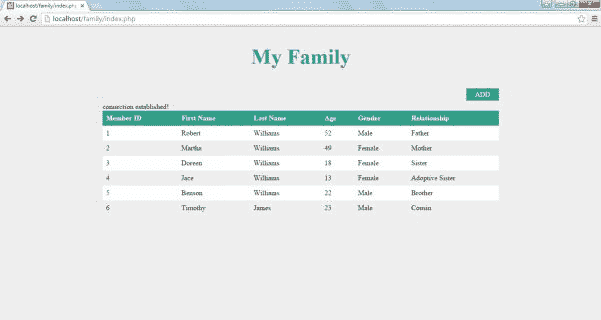 localhost/family/index.php
localhost/family/index.php
My Family
ADD
connection established!
Member ID First Name Last Name Age Gender Relationship
1 Robert Williams 52 Male Father
2 Martha Williams 49 Female Mother
3 Doreen Williams 18 Female Sister
4 Jace Williams 13 Female Adoptive Sister
5 Benson Williams 22 Male Brother
6 Timothy James 23 Male Cousin